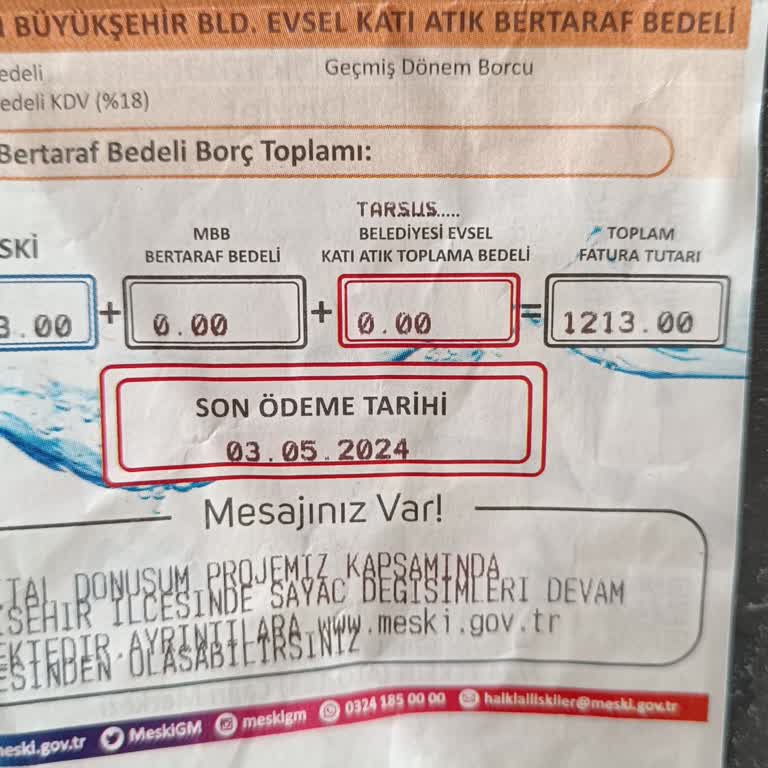 BÜYÜKŞEHİR BLD. EVSEL KATI ATIK BERTARAF BEDELİ
edeli Geçmiş Dönem Borcu
edeli KDV (%18)
Bertaraf Bedeli Borç Toplamı:
TARSUS.....
SKİ MBB BERTARAF BEDELİ BELEDİYESİ EVSEL KATI ATIK TOPLAMA BEDELİ TOPLAM FATURA TUTARI
3.00 + 0.00 + 0.00 = 1213.00
SON ÖDEME TARİHİ
03.05.2024
Mesajınız Var!
TAL DONUSUM PROJEMIZ KAPSAMINDA
SEHIR ILCESINDE SAYAC DEGISIMLERI DEVAM
EKTEDIR.AYRINTILARA www.meski.gov.tr
ESINDEN OLASABILIRSINIZ
meski.gov.tr MeskiGM meskigm 0324 185 00 00 halklailiskiler@meski.gov.tr